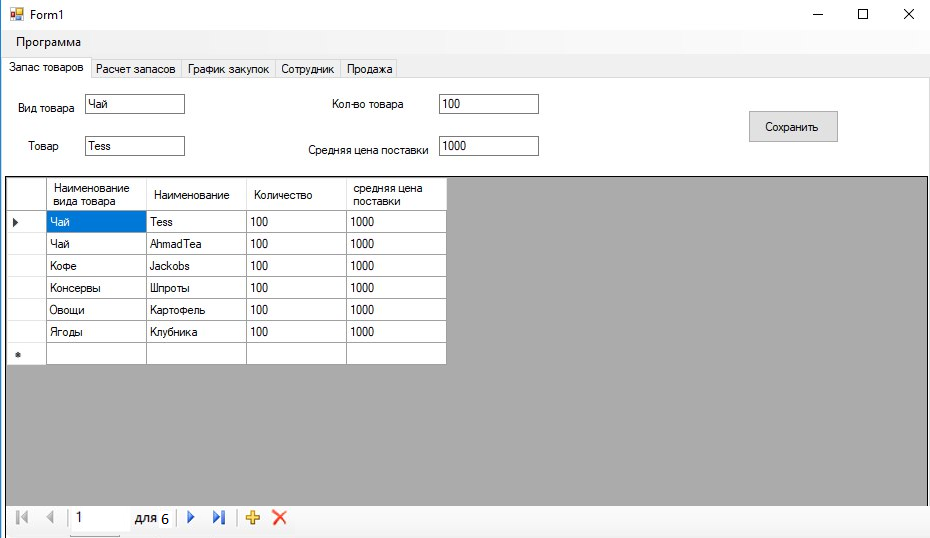 Form1
Программа
Запас товаров Расчет запасов График закупок Сотрудник Продажа
Вид товара Чай Кол-во товара 100
Сохранить
Товар Tess Средняя цена поставки 1000
Наименование вида товара Наименование Количество средняя цена поставки
Чай Tess 100 1000
Чай AhmadTea 100 1000
Кофе Jackobs 100 1000
Консервы Шпроты 100 1000
Овощи Картофель 100 1000
Ягоды Клубника 100 1000
1 для 6